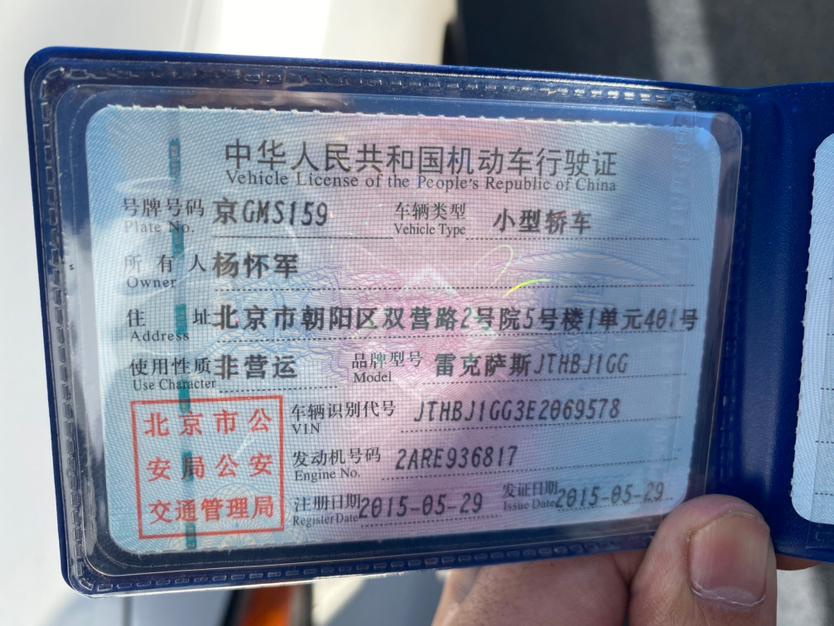 中华人民共和国机动车行驶证
Vehicle License of the People's Republic of China
号牌号码 京GMS159 车辆类型 小型轿车
Plate No. Vehicle Type
所有人 杨怀军
Owner
住址 北京市朝阳区双营路2号院5号楼1单元401号
Address
使用性质 非营运 品牌型号 雷克萨斯JTHBJ1GG
Use Character Model
北京市公
安局公安
交通管理局
车辆识别代号 JTHBJ1GG3E2069578
VIN
发动机号码 2ARE936817
Engine No.
注册日期 2015-05-29 发证日期 2015-05-29
Register Date Issue Date